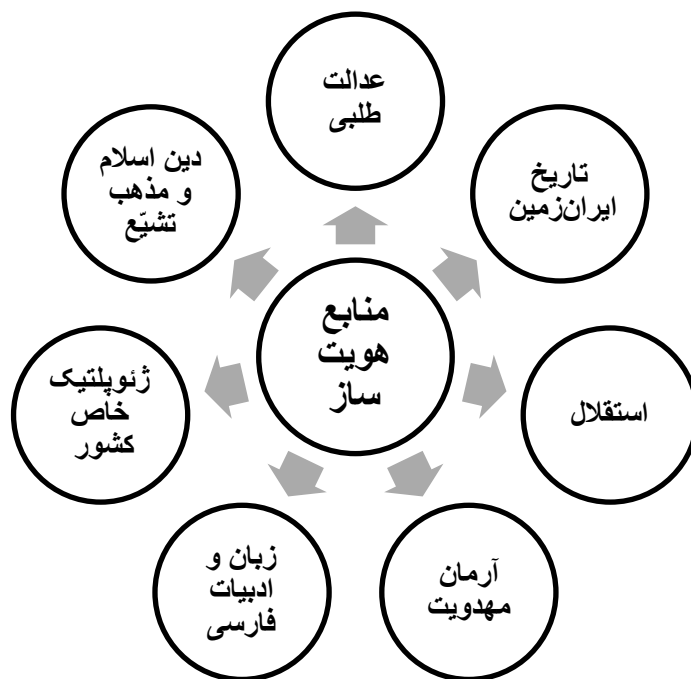 عدالت
طلبی
تاریخ
ایران‌زمین
استقلال
آرمان
مهدویت
زبان و
ادبیات
فارسی
ژئوپلتیک
خاص
کشور
دین اسلام
و مذهب
تشیّع
منابع
هویت
ساز